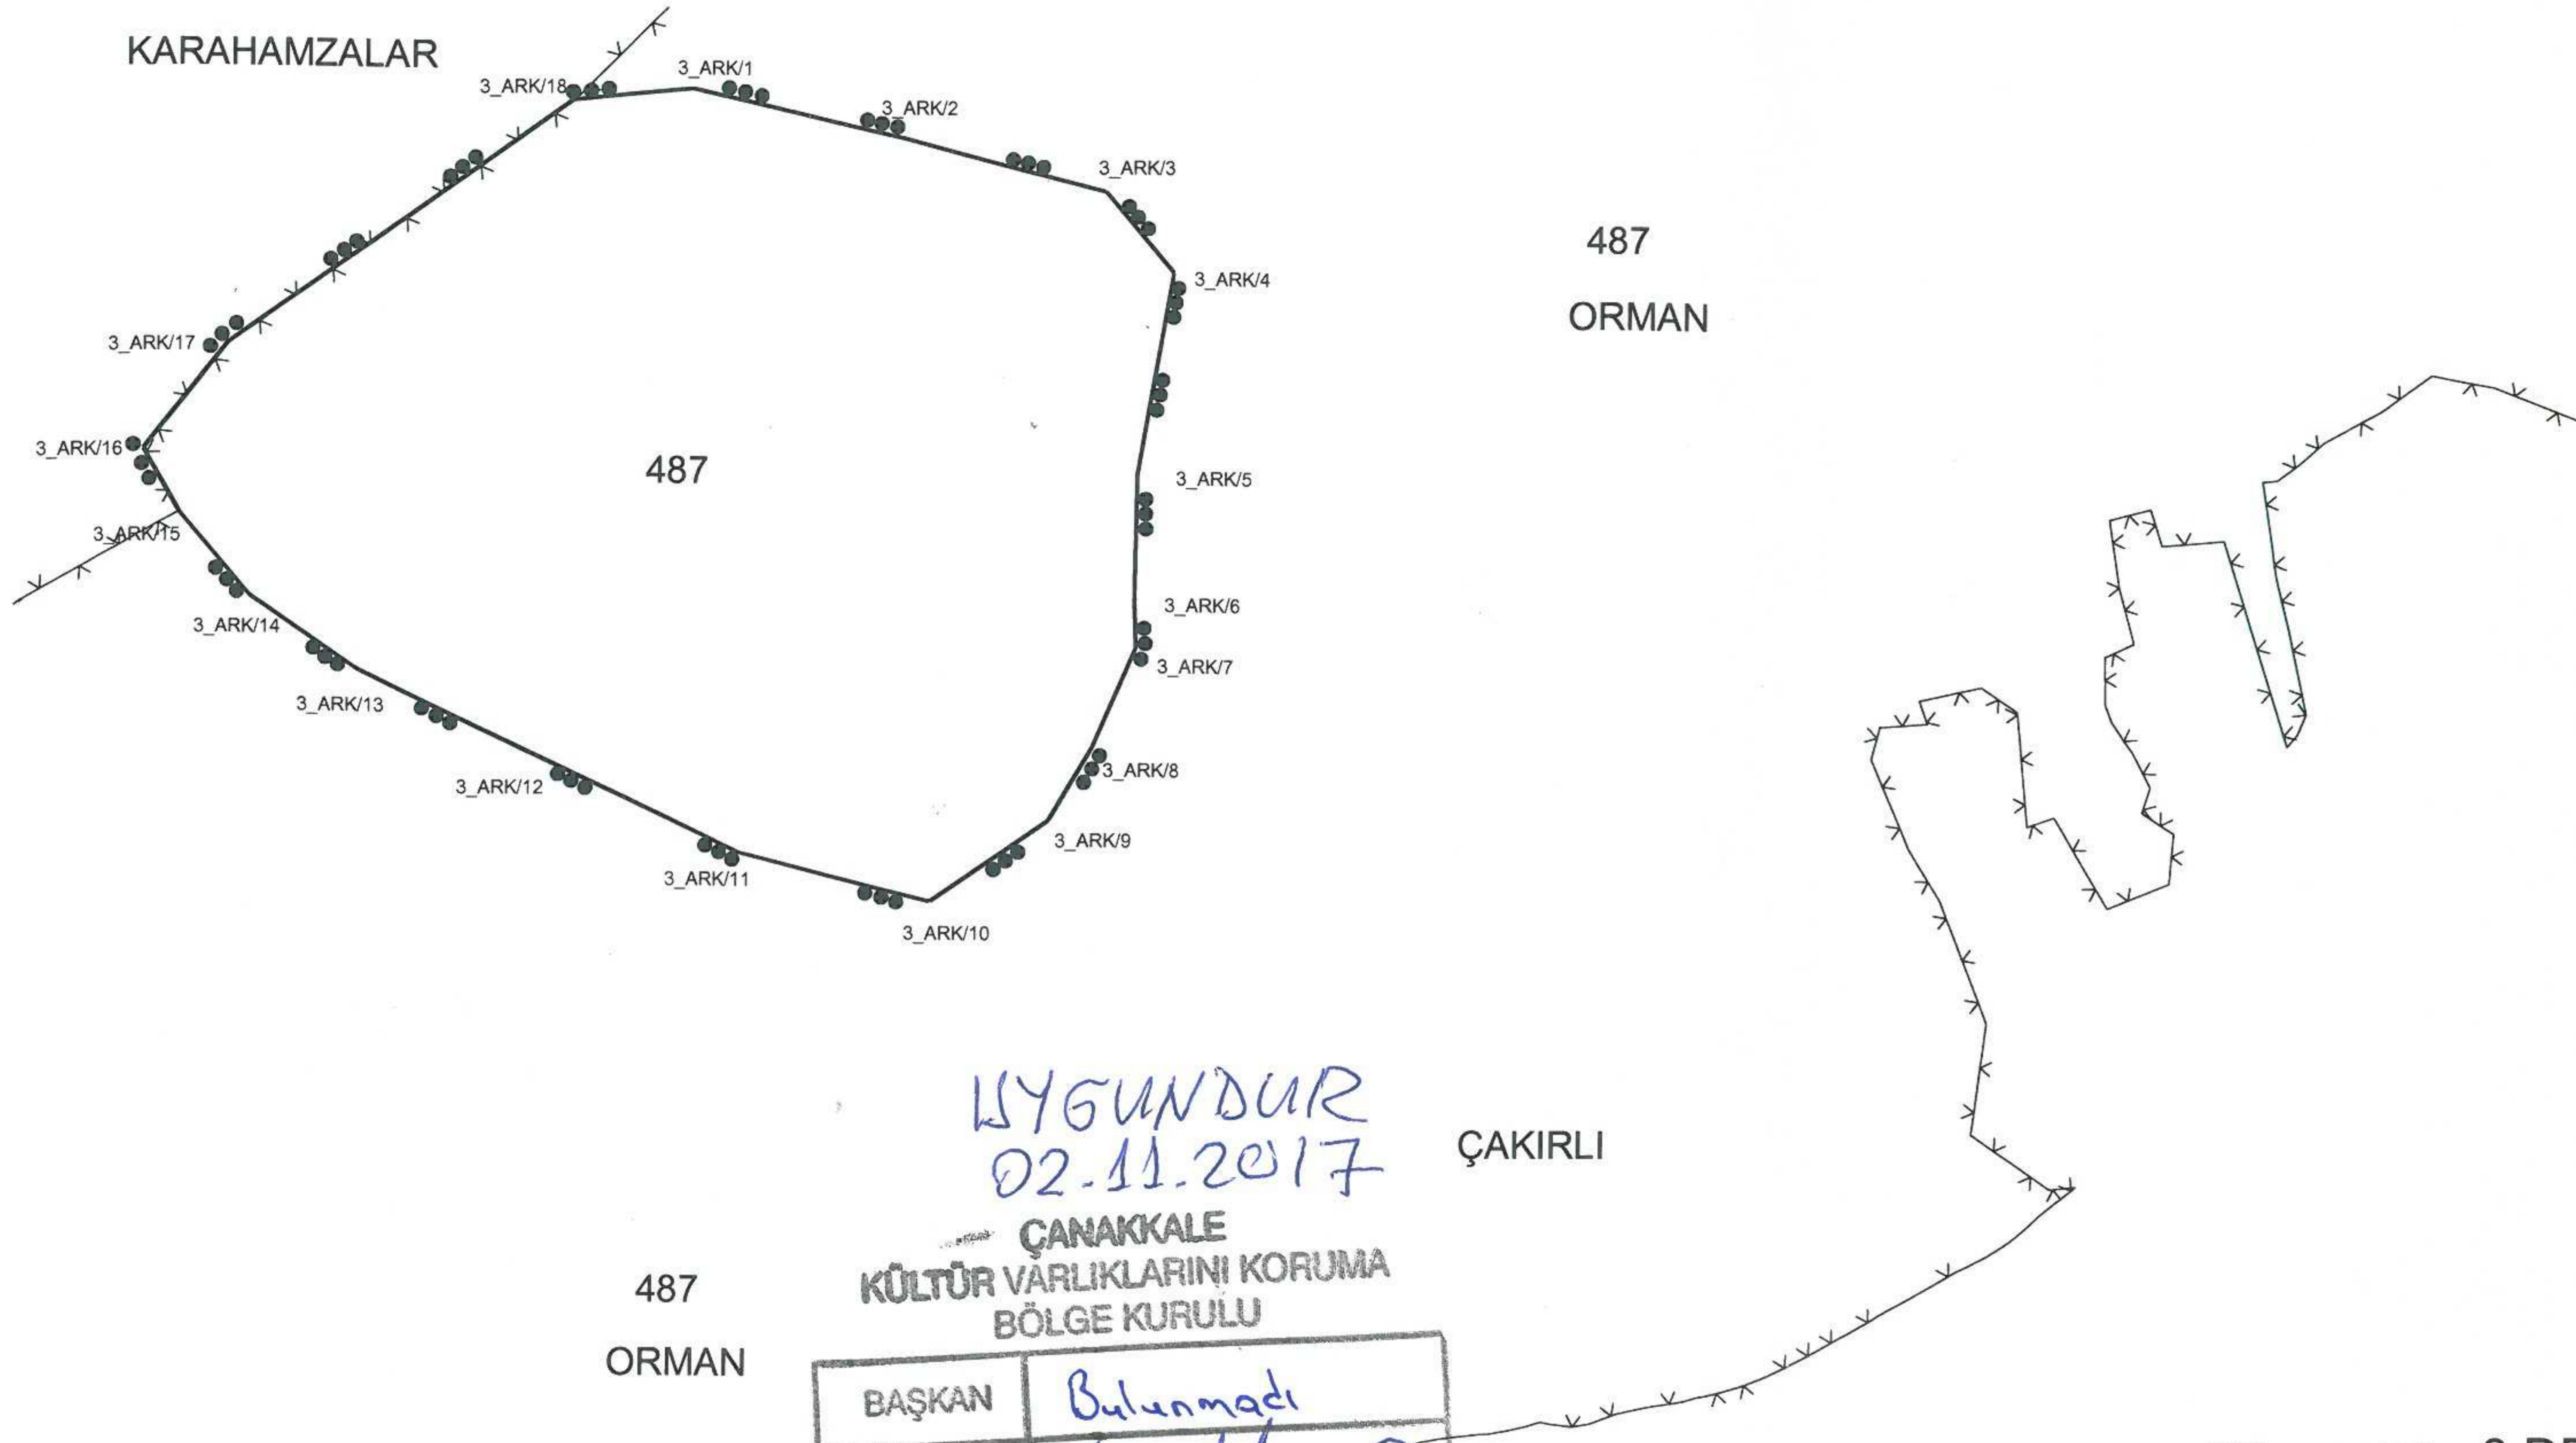 KARAHAMZALAR
3_ARK/18
3_ARK/1
3_ARK/2
3_ARK/3
3_ARK/4
487
ORMAN
3_ARK/17
3_ARK/16
487
3_ARK/5
3_ARK/15
3_ARK/6
3_ARK/14
3_ARK/7
3_ARK/13
3_ARK/8
3_ARK/12
3_ARK/9
3_ARK/11
3_ARK/10
UYGUNDUR
02.11.2017
ÇAKIRLI
ÇANAKKALE
KÜLTÜR VARLIKLARINI KORUMA
BÖLGE KURULU
487
ORMAN
BAŞKAN Bulunmadı